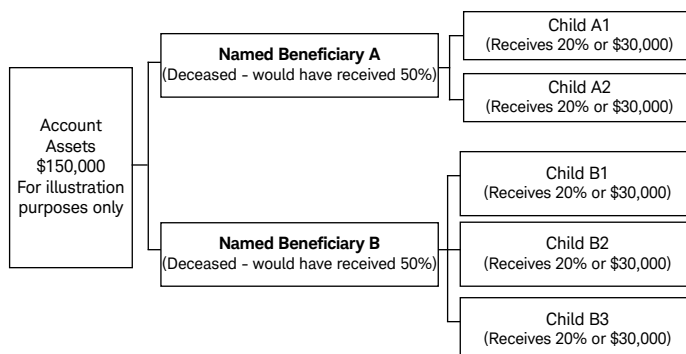 Account
Assets
$150,000
For illustration
purposes only
Named Beneficiary A
(Deceased - would have received 50%)
Child A1
(Receives 20% or $30,000)
Child A2
(Receives 20% or $30,000)
Named Beneficiary B
(Deceased - would have received 50%)
Child B1
(Receives 20% or $30,000)
Child B2
(Receives 20% or $30,000)
Child B3
(Receives 20% or $30,000)